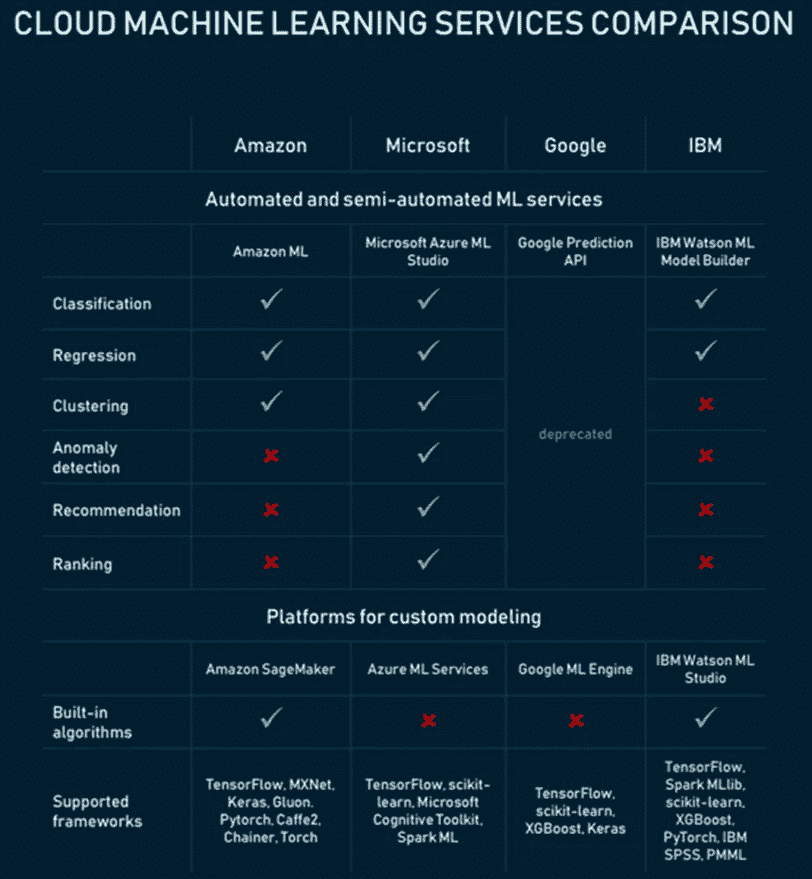 CLOUD MACHINE LEARNING SERVICES COMPARISON
Amazon Microsoft Google IBM
Automated and semi-automated ML services
Amazon ML
Microsoft Azure ML
Studio
Google Prediction
API
IBM Watson ML
Model Builder
Classification
Regression
Clustering
deprecated
Anomaly
detection
Recommendation
Ranking
Platforms for custom modeling
Amazon SageMaker
Azure ML Services
Google ML Engine
IBM Watson ML
Studio
Built-in
algorithms
Supported
frameworks
TensorFlow, MXNet,
Keras, Gluon.
Pytorch, Caffe2,
Chainer, Torch
TensorFlow, scikit-
learn, Microsoft
Cognitive Toolkit,
Spark ML
TensorFlow,
scikit-learn,
XGBoost, Keras
TensorFlow,
Spark MLlib,
scikit-learn,
XGBoost,
PyTorch, IBM
SPSS, PMML